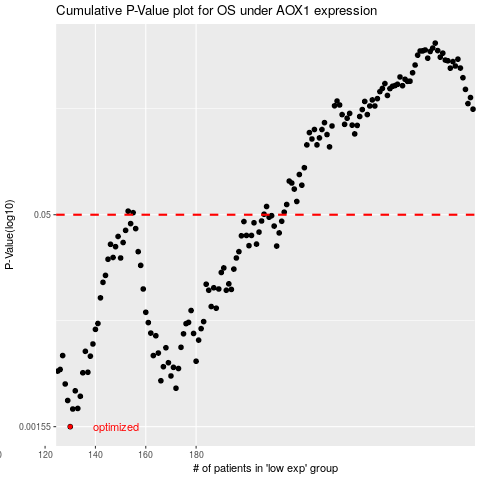 Cumulative P-Value plot for OS under AOX1 expression
P-Value(log10)
0.05
0.00155
optimized
0 120 140 160 180
# of patients in 'low exp' group